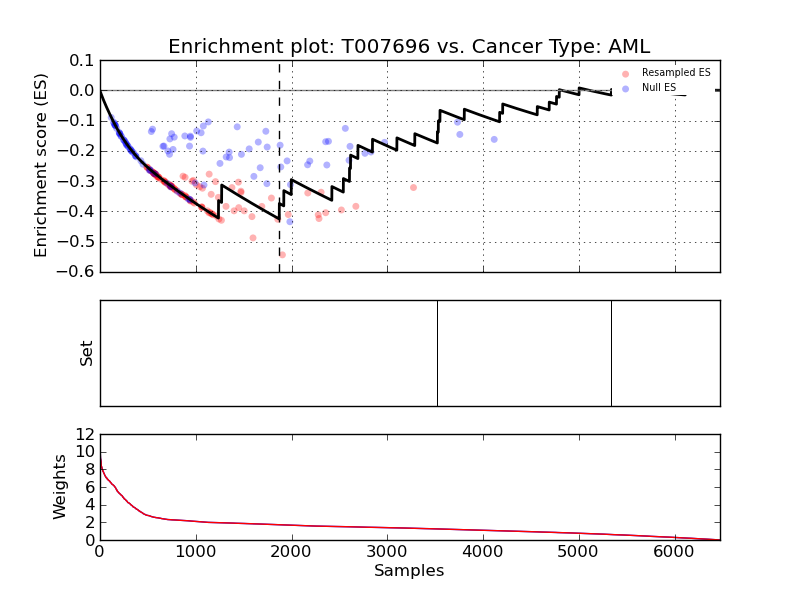 Enrichment plot: T007696 vs. Cancer Type: AML
Enrichment score (ES)
0.1
0.0
−0.1
−0.2
−0.3
−0.4
−0.5
−0.6
Resampled ES
Null ES
Set
Weights
12
10
8
6
4
2
0
0 1000 2000 3000 4000 5000 6000
Samples